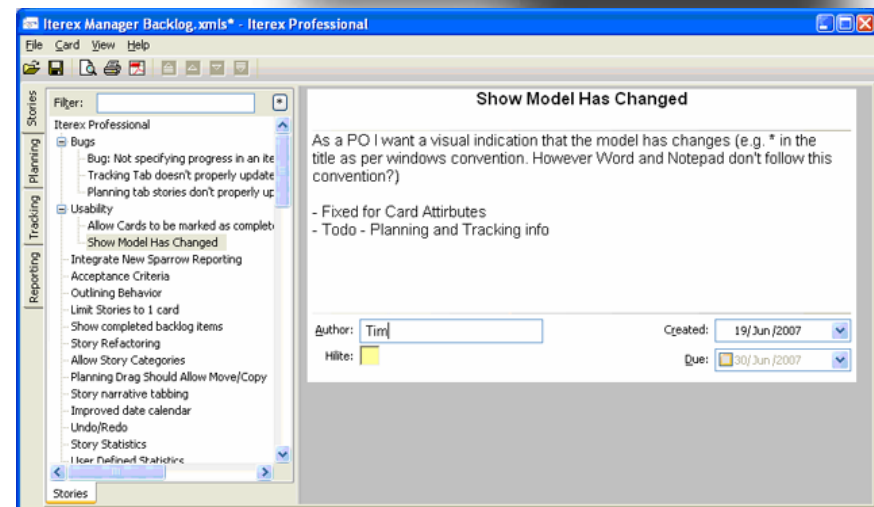 Iterex Manager Backlog.xmls* - Iterex Professional
File Card View Help
Stories
Planning
Tracking
Reporting
Filter:
*
Iterex Professional
Bugs
Bug: Not specifying progress in an ite
Tracking Tab doesn't properly update
Planning tab stories don't properly up
Usability
Allow Cards to be marked as complete
Show Model Has Changed
Integrate New Sparrow Reporting
Acceptance Criteria
Outlining Behavior
Limit Stories to 1 card
Show completed backlog items
Story Refactoring
Allow Story Categories
Planning Drag Should Allow Move/Copy
Story narrative tabbing
Improved date calendar
Undo/Redo
Story Statistics
User Defined Statistics
Stories
Show Model Has Changed
As a PO I want a visual indication that the model has changes (e.g. * in the
title as per windows convention. However Word and Notepad don't follow this
convention?)
- Fixed for Card Attirbutes
- Todo - Planning and Tracking info
Author: Tim
Created: 19/Jun/2007
Hilite:
Due: 30/Jun/2007